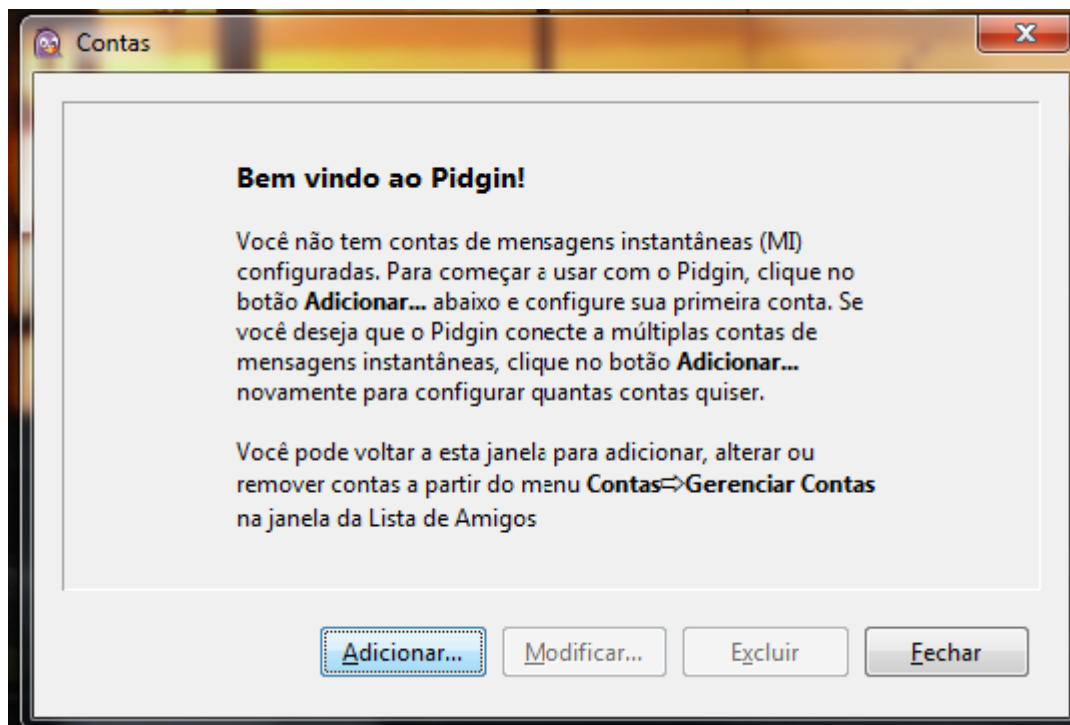 Contas
Bem vindo ao Pidgin!
Você não tem contas de mensagens instantâneas (MI)
configuradas. Para começar a usar com o Pidgin, clique no
botão Adicionar... abaixo e configure sua primeira conta. Se
você deseja que o Pidgin conecte a múltiplas contas de
mensagens instantâneas, clique no botão Adicionar...
novamente para configurar quantas contas quiser.
Você pode voltar a esta janela para adicionar, alterar ou
remover contas a partir do menu Contas⇨Gerenciar Contas
na janela da Lista de Amigos
Adicionar... Modificar... Excluir Fechar